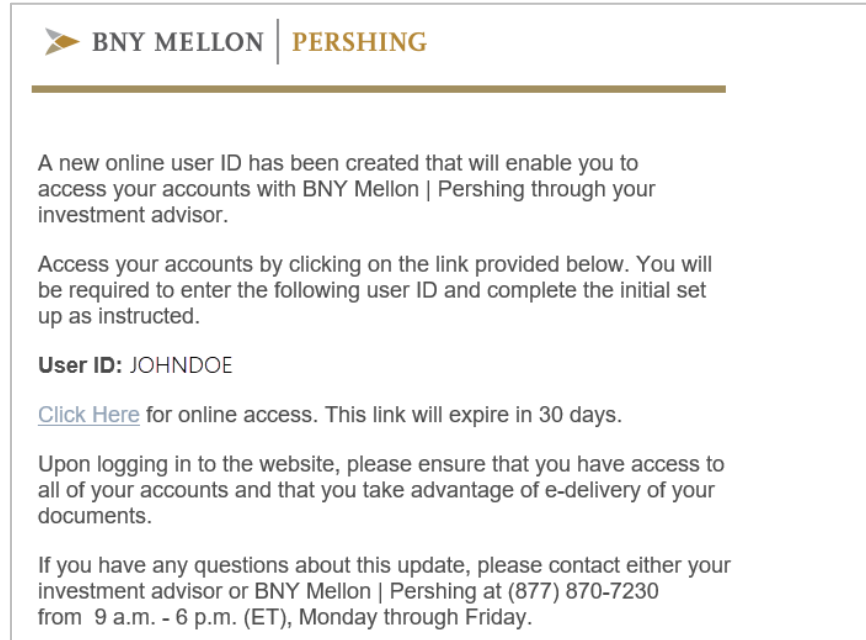 BNY MELLON | PERSHING
A new online user ID has been created that will enable you to
access your accounts with BNY Mellon | Pershing through your
investment advisor.
Access your accounts by clicking on the link provided below. You will
be required to enter the following user ID and complete the initial set
up as instructed.
User ID: JOHNDOE
Click Here for online access. This link will expire in 30 days.
Upon logging in to the website, please ensure that you have access to
all of your accounts and that you take advantage of e-delivery of your
documents.
If you have any questions about this update, please contact either your
investment advisor or BNY Mellon | Pershing at (877) 870-7230
from  9 a.m. - 6 p.m. (ET), Monday through Friday.